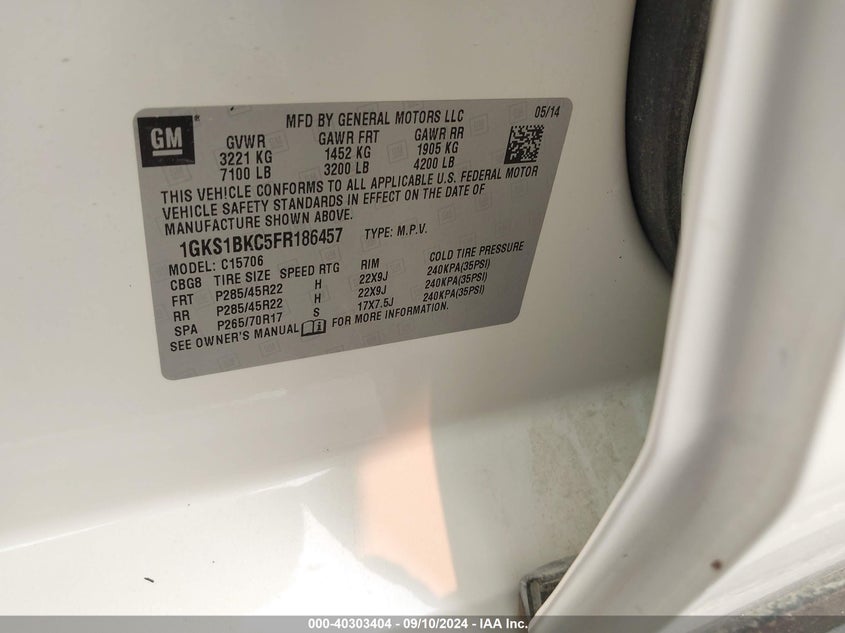 GM ®
MFD BY GENERAL MOTORS LLC 05/14
GVWR GAWR FRT GAWR RR
3221 KG 1452 KG 1905 KG
7100 LB 3200 LB 4200 LB
THIS VEHICLE CONFORMS TO ALL APPLICABLE U.S. FEDERAL MOTOR
VEHICLE SAFETY STANDARDS IN EFFECT ON THE DATE OF
MANUFACTURE SHOWN ABOVE.
1GKS1BKC5FR186457 TYPE: M.P.V.
MODEL: C15706
CBG8 TIRE SIZE SPEED RTG RIM COLD TIRE PRESSURE
FRT P285/45R22 H 22X9J 240KPA(35PSI)
RR P285/45R22 H 22X9J 240KPA(35PSI)
SPA P265/70R17 S 17X7.5J 240KPA(35PSI)
SEE OWNER'S MANUAL FOR MORE INFORMATION.
000-40303404 - 09/10/2024 - IAA Inc.